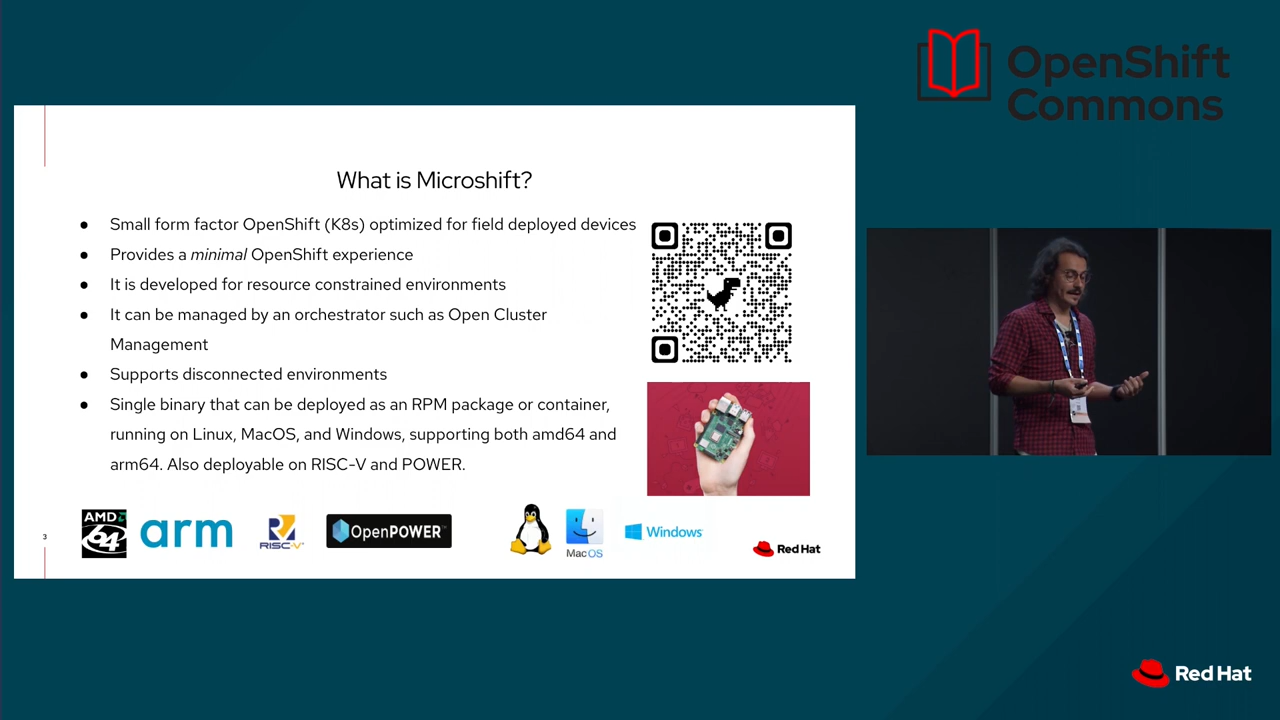 OpenShift
Commons
What is Microshift?
● Small form factor OpenShift (K8s) optimized for field deployed devices
● Provides a minimal OpenShift experience
● It is developed for resource constrained environments
● It can be managed by an orchestrator such as Open Cluster
Management
● Supports disconnected environments
● Single binary that can be deployed as an RPM package or container,
running on Linux, MacOS, and Windows, supporting both amd64 and
arm64. Also deployable on RISC-V and POWER.
3
AMD
64
arm
RISC-V
OpenPOWER™
MacOS
Windows
Red Hat
Red Hat